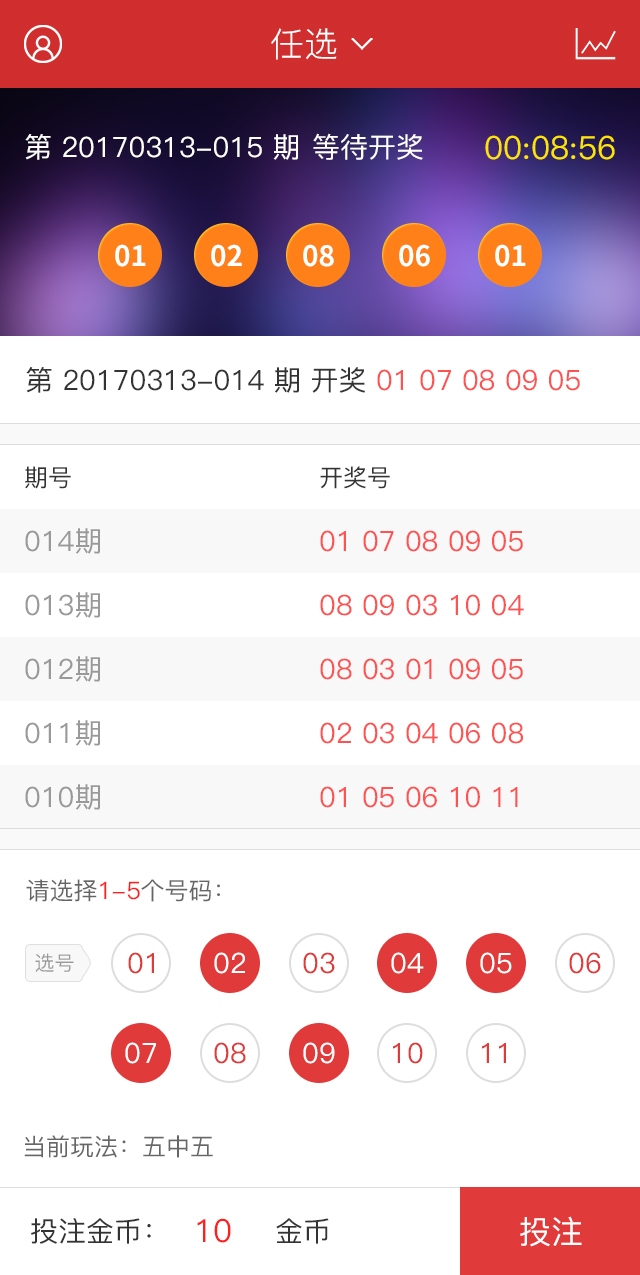 任选
第 20170313-015 期 等待开奖 00:08:56
01 02 08 06 01
第 20170313-014 期 开奖 01 07 08 09 05
期号 开奖号
014期 01 07 08 09 05
013期 08 09 03 10 04
012期 08 03 01 09 05
011期 02 03 04 06 08
010期 01 05 06 10 11
请选择1-5个号码：
选号 01 02 03 04 05 06
07 08 09 10 11
当前玩法：五中五
投注金币： 10 金币 投注